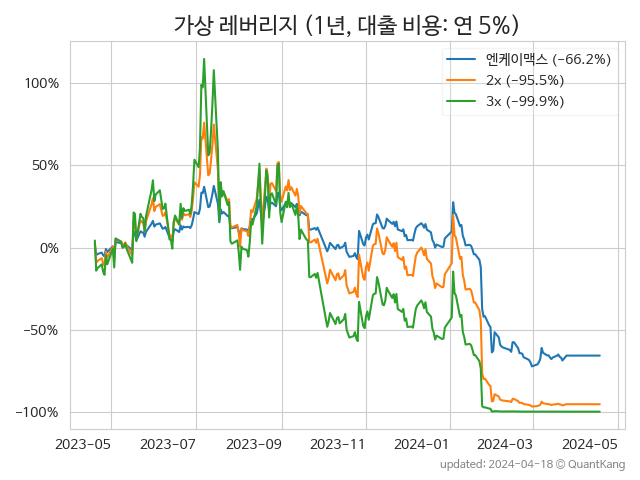 가상 레버리지 (1년, 대출 비용: 연 5%)
엔케이맥스 (−66.2%)
2x (−95.5%)
3x (−99.9%)
100%
50%
0%
−50%
−100%
2023-05 2023-07 2023-09 2023-11 2024-01 2024-03 2024-05
updated: 2024-04-18 © QuantKang